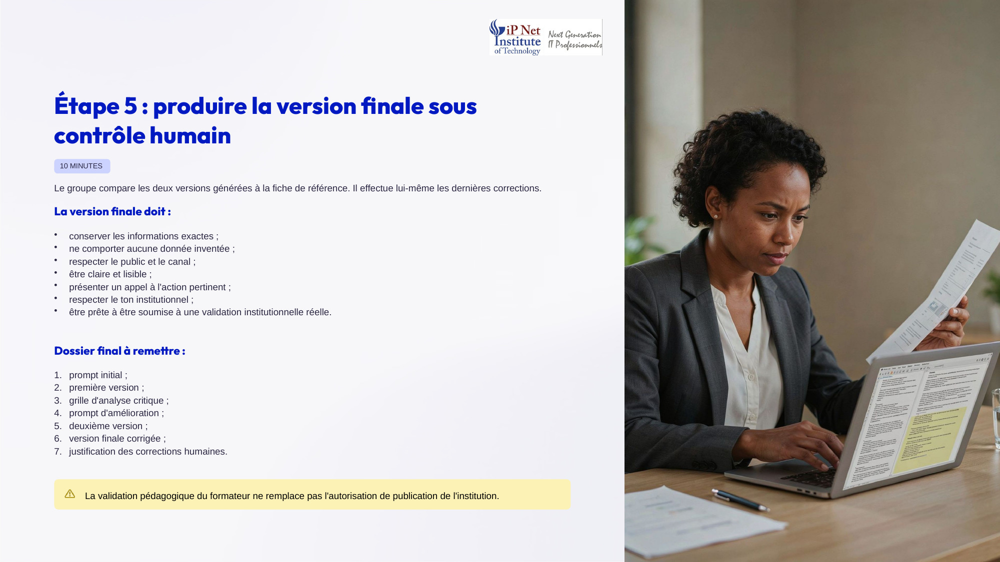 iP Net
Institute
of Technology
Next Generation
IT Professionnels
Étape 5 : produire la version finale sous
contrôle humain
10 MINUTES
Le groupe compare les deux versions générées à la fiche de référence. Il effectue lui-même les dernières corrections.
La version finale doit :
• conserver les informations exactes ;
• ne comporter aucune donnée inventée ;
• respecter le public et le canal ;
• être claire et lisible ;
• présenter un appel à l'action pertinent ;
• respecter le ton institutionnel ;
• être prête à être soumise à une validation institutionnelle réelle.
Dossier final à remettre :
1. prompt initial ;
2. première version ;
3. grille d'analyse critique ;
4. prompt d'amélioration ;
5. deuxième version ;
6. version finale corrigée ;
7. justification des corrections humaines.
La validation pédagogique du formateur ne remplace pas l'autorisation de publication de l'institution.